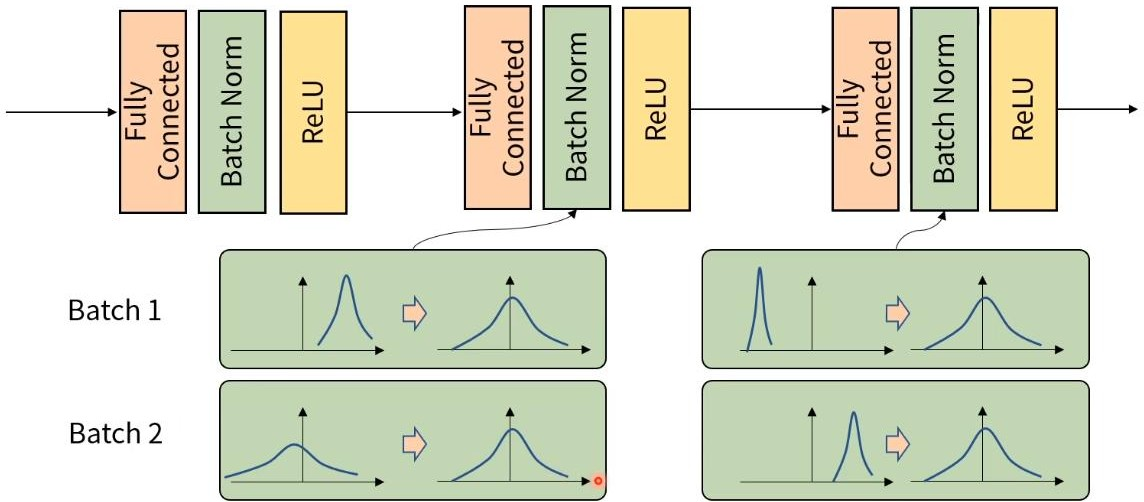 Fully
Connected
Batch Norm
ReLU
Fully
Connected
Batch Norm
ReLU
Fully
Connected
Batch Norm
ReLU
Batch 1
Batch 2